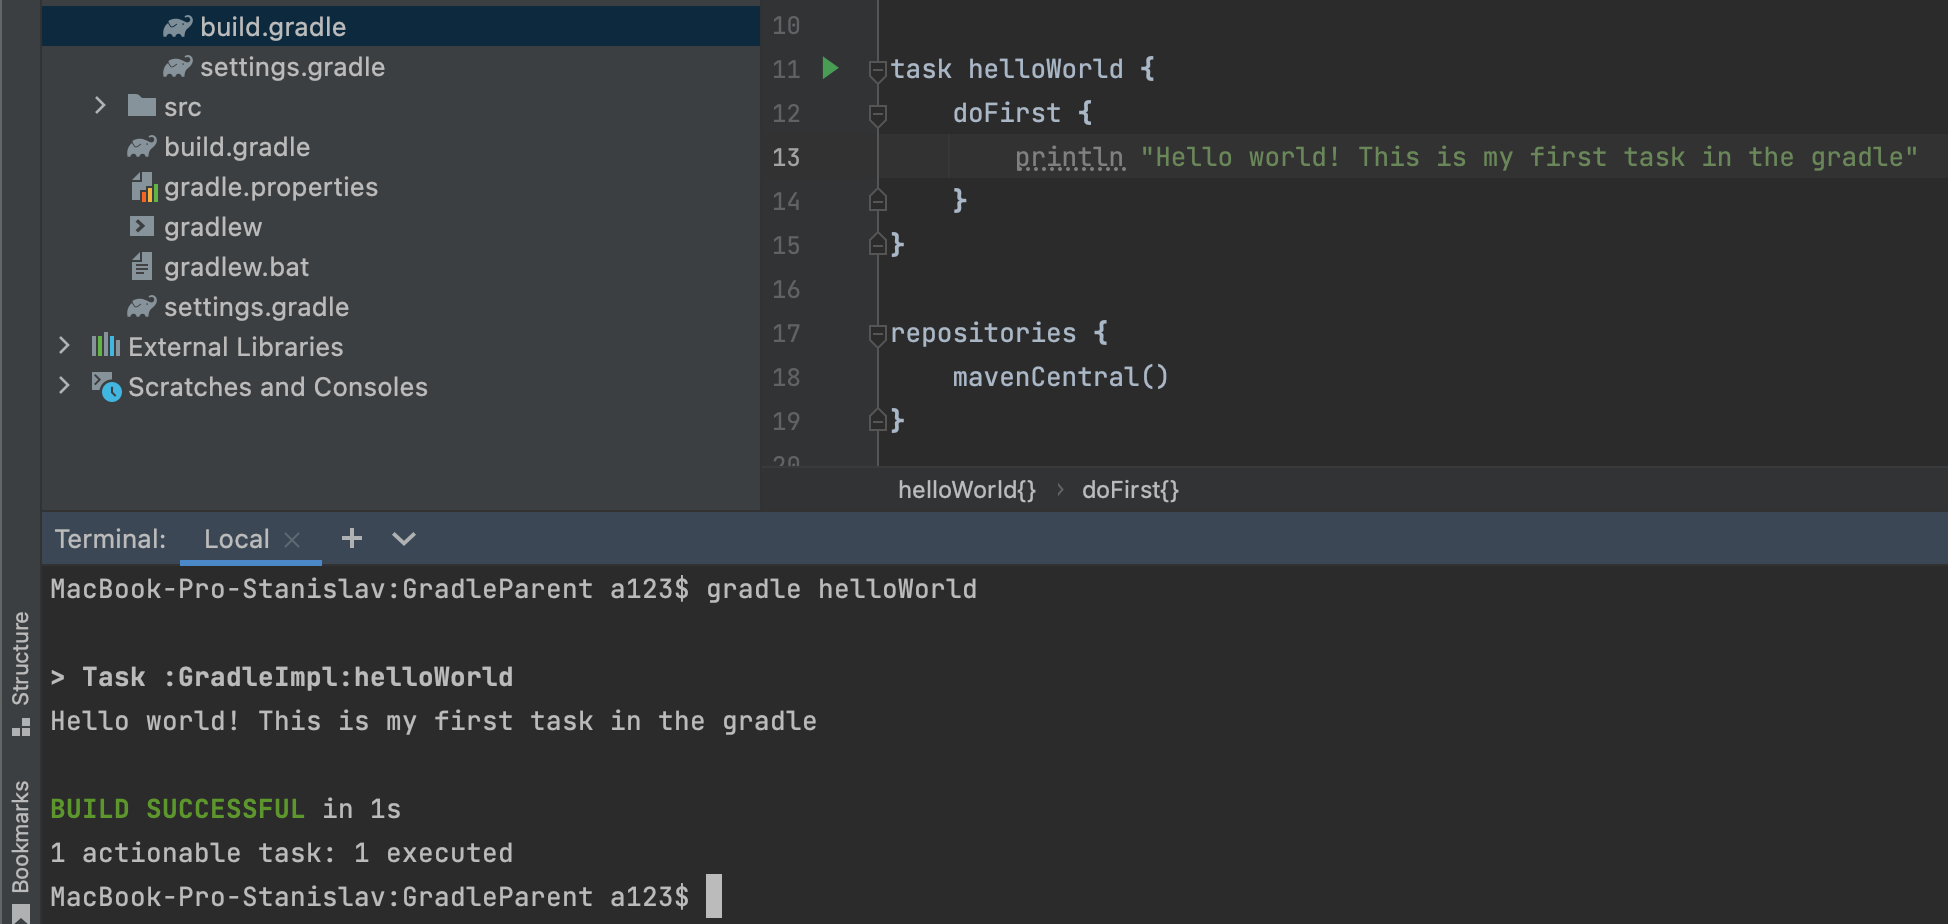 build.gradle
settings.gradle
src
build.gradle
gradle.properties
gradlew
gradlew.bat
settings.gradle
External Libraries
Scratches and Consoles
10
11 task helloWorld {
12 doFirst {
13 println "Hello world! This is my first task in the gradle"
14 }
15 }
16
17 repositories {
18 mavenCentral()
19 }
20
helloWorld{} › doFirst{}
Terminal: Local × +
MacBook-Pro-Stanislav:GradleParent a123$ gradle helloWorld
> Task :GradleImpl:helloWorld
Hello world! This is my first task in the gradle
BUILD SUCCESSFUL in 1s
1 actionable task: 1 executed
MacBook-Pro-Stanislav:GradleParent a123$
Structure
Bookmarks